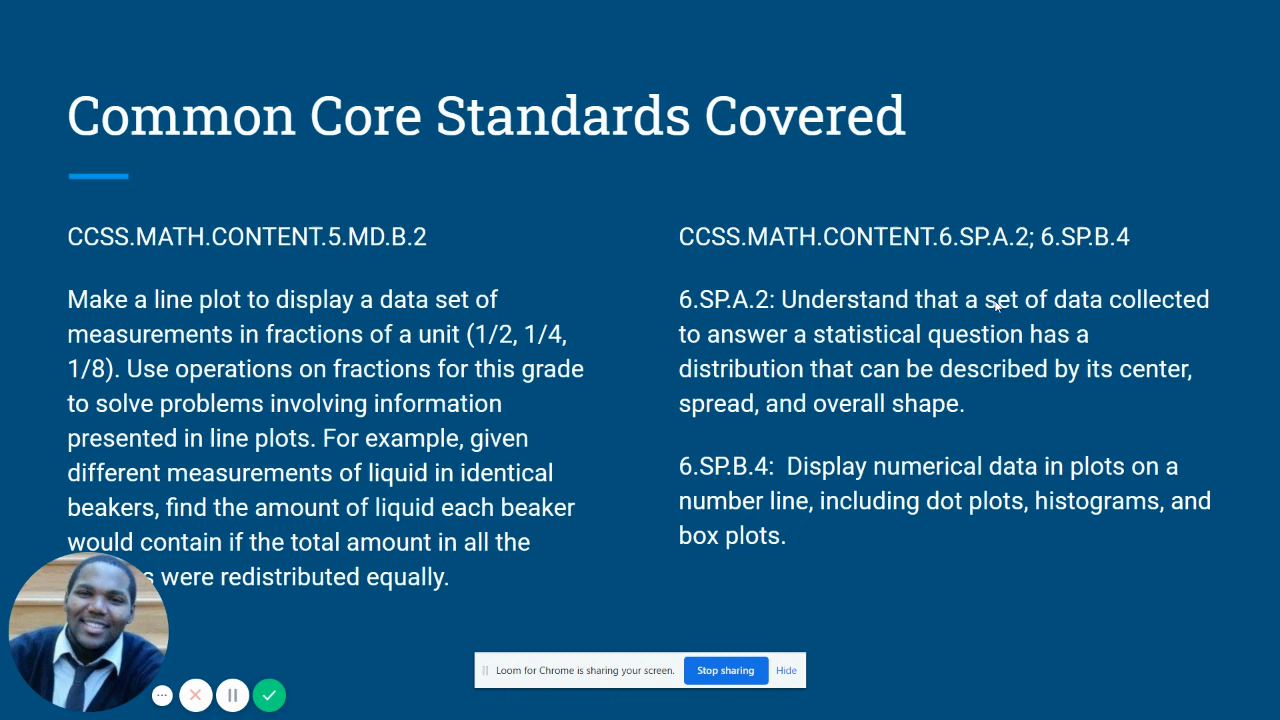 Common Core Standards Covered
CCSS.MATH.CONTENT.5.MD.B.2
Make a line plot to display a data set of
measurements in fractions of a unit (1/2, 1/4,
1/8). Use operations on fractions for this grade
to solve problems involving information
presented in line plots. For example, given
different measurements of liquid in identical
beakers, find the amount of liquid each beaker
would contain if the total amount in all the
were redistributed equally.
CCSS.MATH.CONTENT.6.SP.A.2; 6.SP.B.4
6.SP.A.2: Understand that a set of data collected
to answer a statistical question has a
distribution that can be described by its center,
spread, and overall shape.
6.SP.B.4: Display numerical data in plots on a
number line, including dot plots, histograms, and
box plots.
Loom for Chrome is sharing your screen. Stop sharing Hide